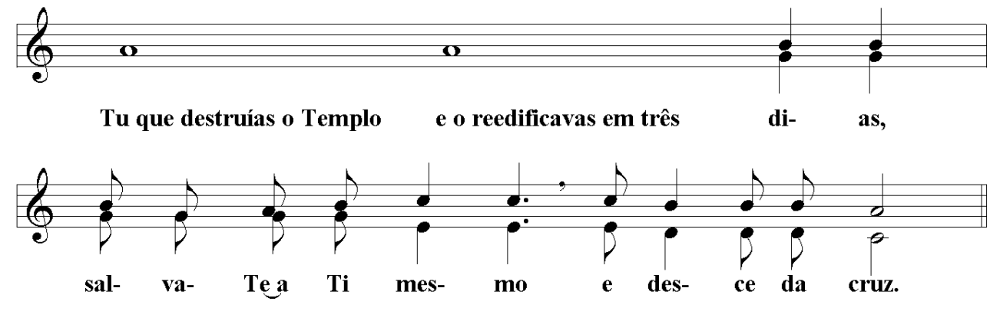 Tu que destruías o Templo e o reedificavas em três di- as,
sal- va- Te a Ti mes- mo e des- ce da cruz.